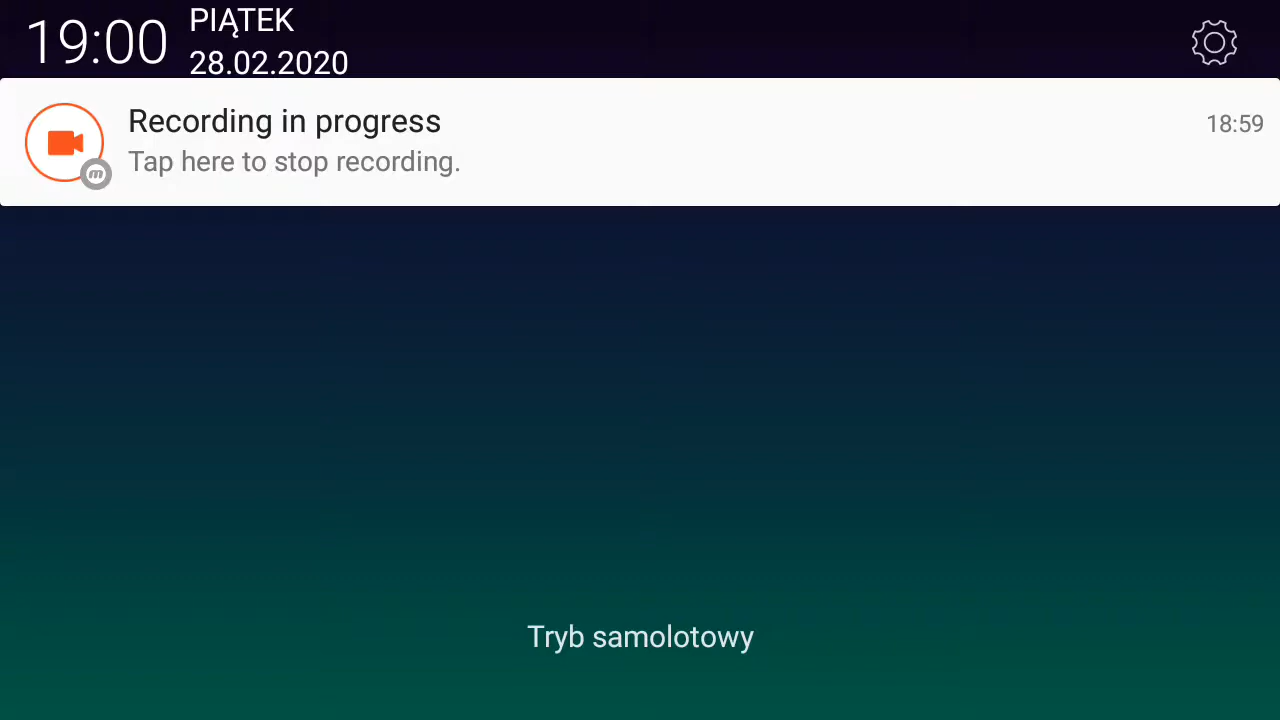 19:00
PIĄTEK
28.02.2020
Recording in progress
18:59
Tap here to stop recording.
m
Tryb samolotowy